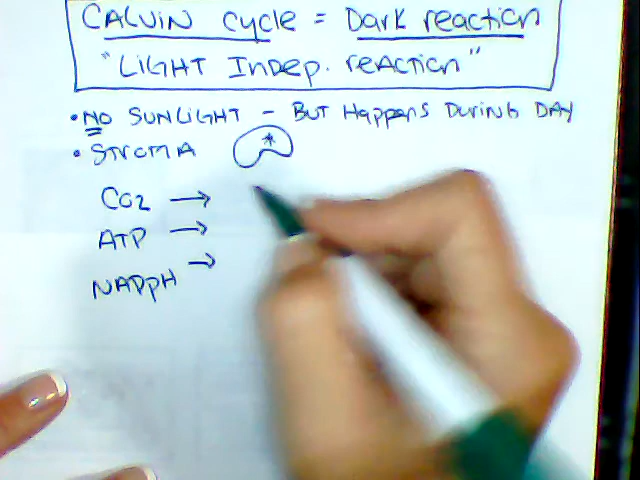 CALVIN cycle = Dark reaction
"LIGHT Indep. reaction"
• NO SUNLIGHT - BUT Happens During DAY
• STROMA *
CO2 →
ATP →
NADPH →